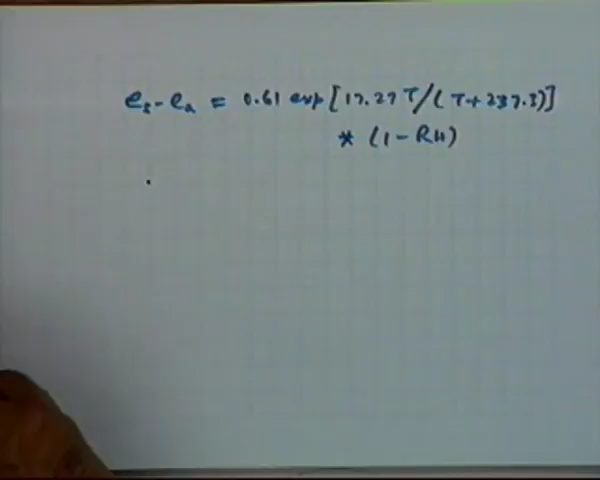 es-ea = 0.61 exp[17.27 T/(T+237.3)]
* (1-RH)